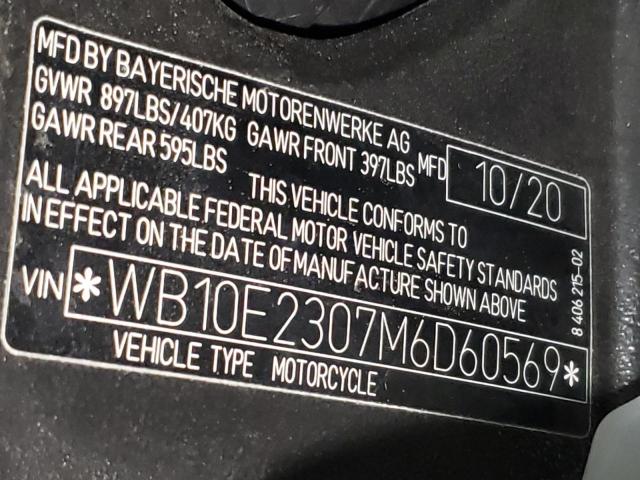 MFD BY BAYERISCHE MOTORENWERKE AG
GVWR 897LBS/407KG GAWR FRONT 397LBS MFD 10/20
GAWR REAR 595LBS
THIS VEHICLE CONFORMS TO
ALL APPLICABLE FEDERAL MOTOR VEHICLE SAFETY STANDARDS
IN EFFECT ON THE DATE OF MANUFACTURE SHOWN ABOVE
VIN *WB10E2307M6D60569*
VEHICLE TYPE MOTORCYCLE
8 406 215-02